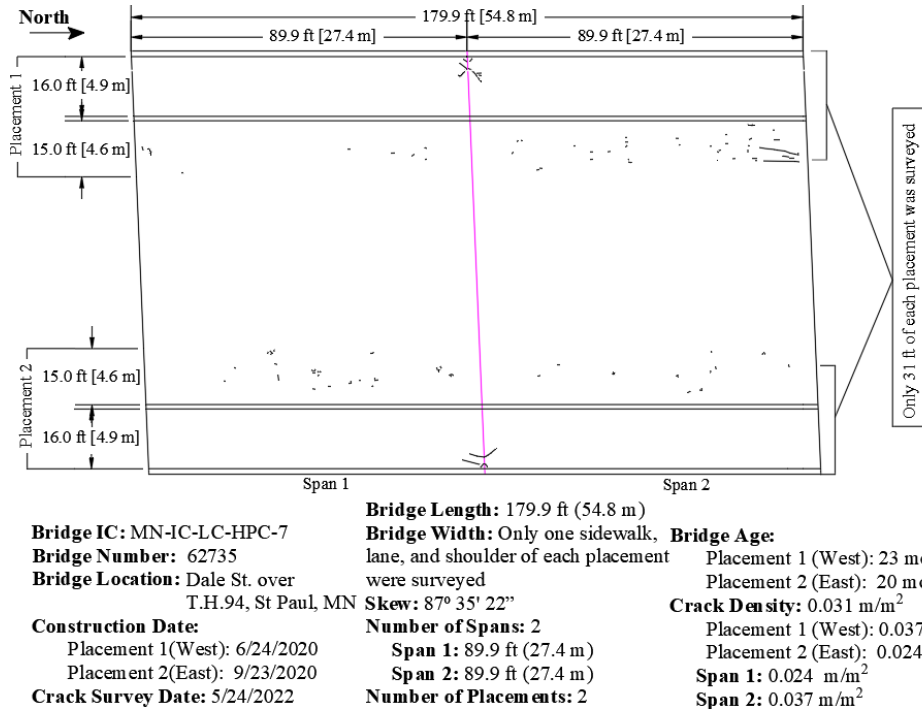 North
179.9 ft [54.8 m]
89.9 ft [27.4 m]
89.9 ft [27.4 m]
Placement 1
16.0 ft [4.9 m]
15.0 ft [4.6 m]
Only 31 ft of each placement was surveyed
Placement 2
15.0 ft [4.6 m]
16.0 ft [4.9 m]
Span 1
Span 2
Bridge IC: MN-IC-LC-HPC-7
Bridge Number: 62735
Bridge Location: Dale St. over
T.H.94, St Paul, MN
Construction Date:
Placement 1(West): 6/24/2020
Placement 2(East): 9/23/2020
Crack Survey Date: 5/24/2022
Bridge Length: 179.9 ft (54.8 m)
Bridge Width: Only one sidewalk,
lane, and shoulder of each placement
were surveyed
Skew: 87º 35' 22”
Number of Spans: 2
Span 1: 89.9 ft (27.4 m)
Span 2: 89.9 ft (27.4 m)
Number of Placements: 2
Bridge Age:
Placement 1 (West): 23
Placement 2 (East): 20
Crack Density: 0.031 m/m²
Placement 1 (West): 0.037
Placement 2 (East): 0.024
Span 1: 0.024 m/m²
Span 2: 0.037 m/m²